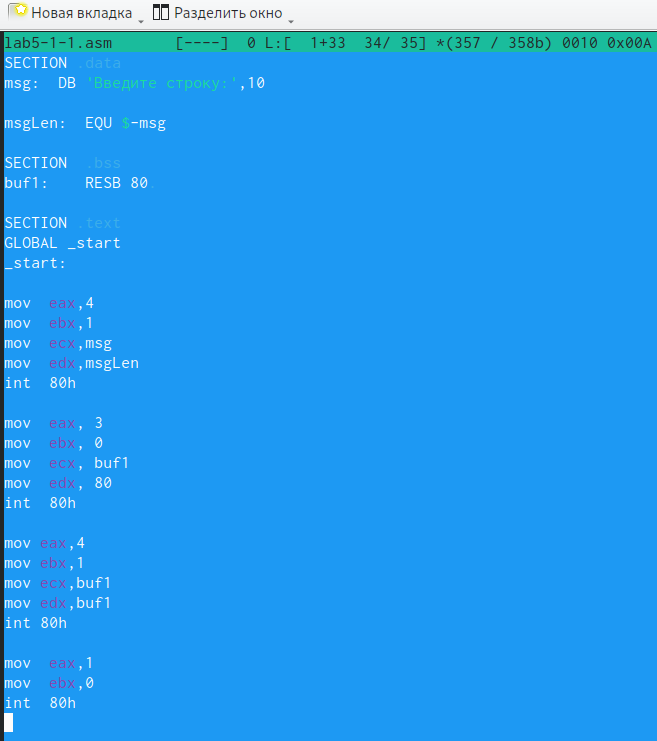 Новая вкладка Разделить окно
lab5-1-1.asm [----] 0 L:[ 1+33 34/ 35] *(357 / 358b) 0010 0x00A
SECTION .data
msg: DB 'Введите строку:',10
msgLen: EQU $-msg
SECTION .bss
buf1: RESB 80
SECTION .text
GLOBAL _start
_start:
mov eax,4
mov ebx,1
mov ecx,msg
mov edx,msgLen
int 80h
mov eax, 3
mov ebx, 0
mov ecx, buf1
mov edx, 80
int 80h
mov eax,4
mov ebx,1
mov ecx,buf1
mov edx,buf1
int 80h
mov eax,1
mov ebx,0
int 80h